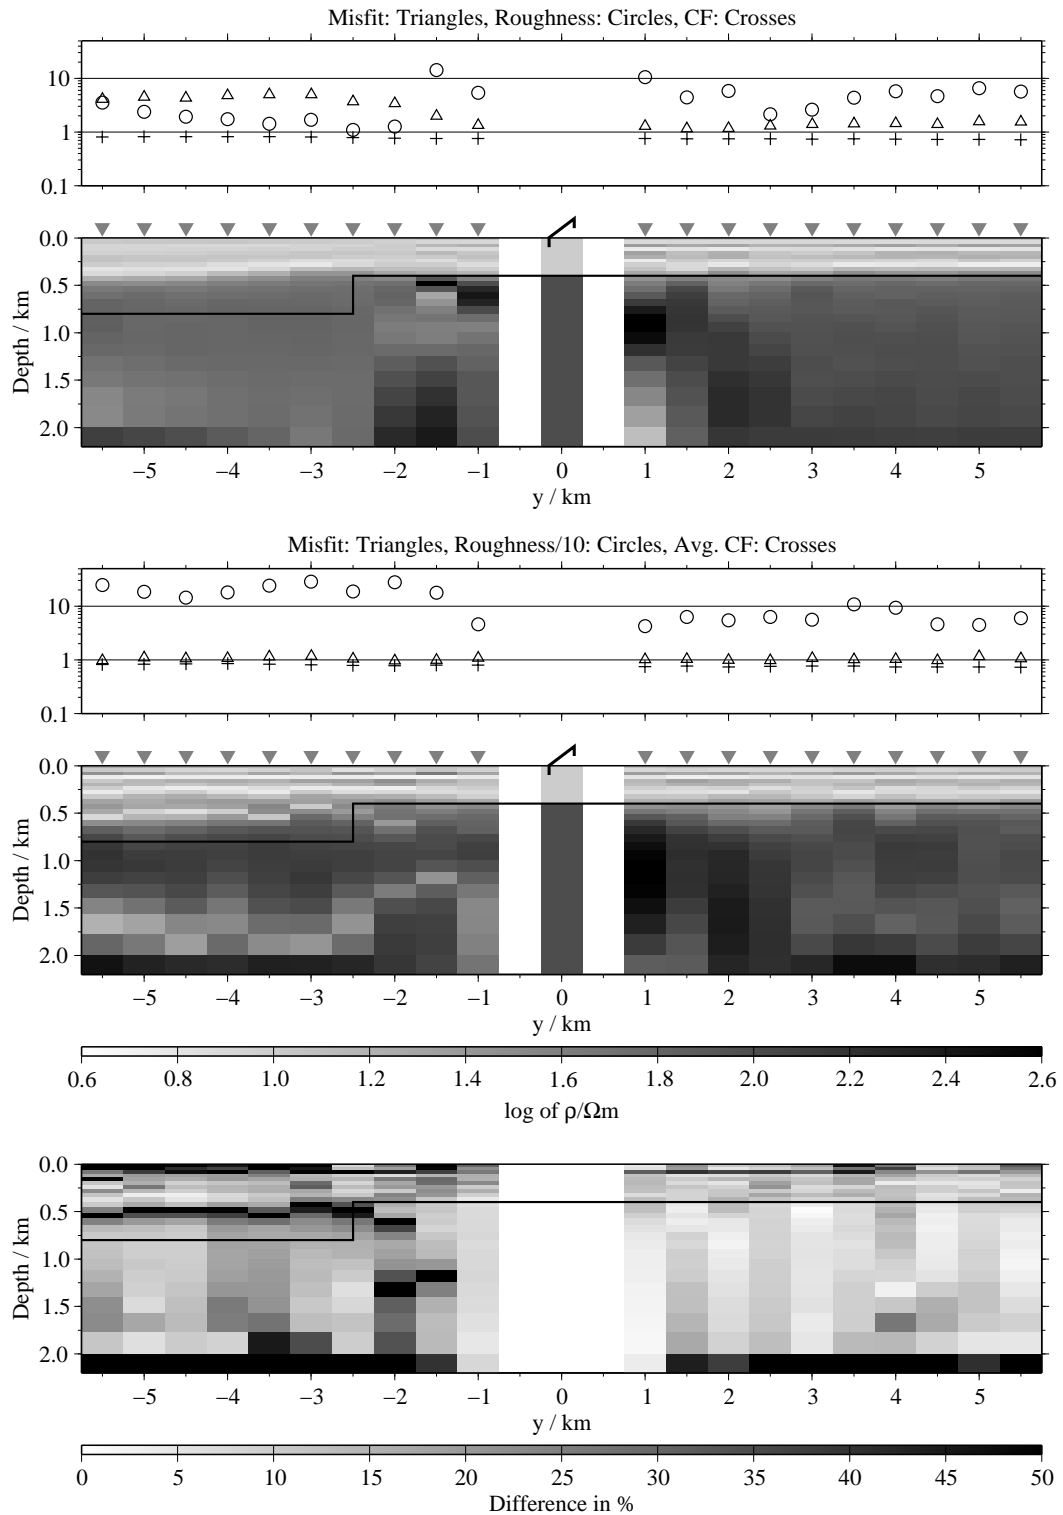 Misfit: Triangles, Roughness: Circles, CF: Crosses
10
1
0.1
0.0
0.5
1.0
1.5
2.0
Depth / km
−5 −4 −3 −2 −1 0 1 2 3 4 5
y / km
Misfit: Triangles, Roughness/10: Circles, Avg. CF: Crosses
10
1
0.1
0.0
0.5
1.0
1.5
2.0
Depth / km
−5 −4 −3 −2 −1 0 1 2 3 4 5
y / km
0.6 0.8 1.0 1.2 1.4 1.6 1.8 2.0 2.2 2.4 2.6
log of ρ/Ωm
0.0
0.5
1.0
1.5
2.0
Depth / km
−5 −4 −3 −2 −1 0 1 2 3 4 5
y / km
0 5 10 15 20 25 30 35 40 45 50
Difference in %